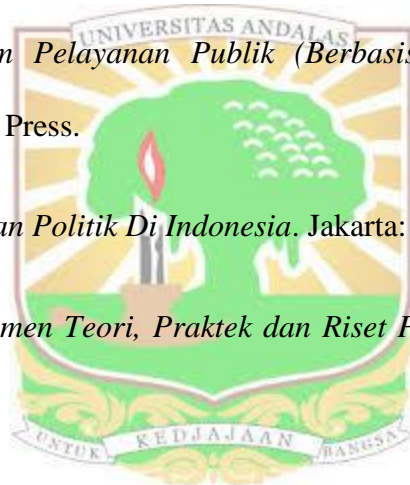 UNIVERSITAS ANDALAS
Pelayanan Publik (Berbasis
Press.
an Politik Di Indonesia. Jakarta:
men Teori, Praktek dan Riset
UNTUK KEDJAJAAN BANGSA